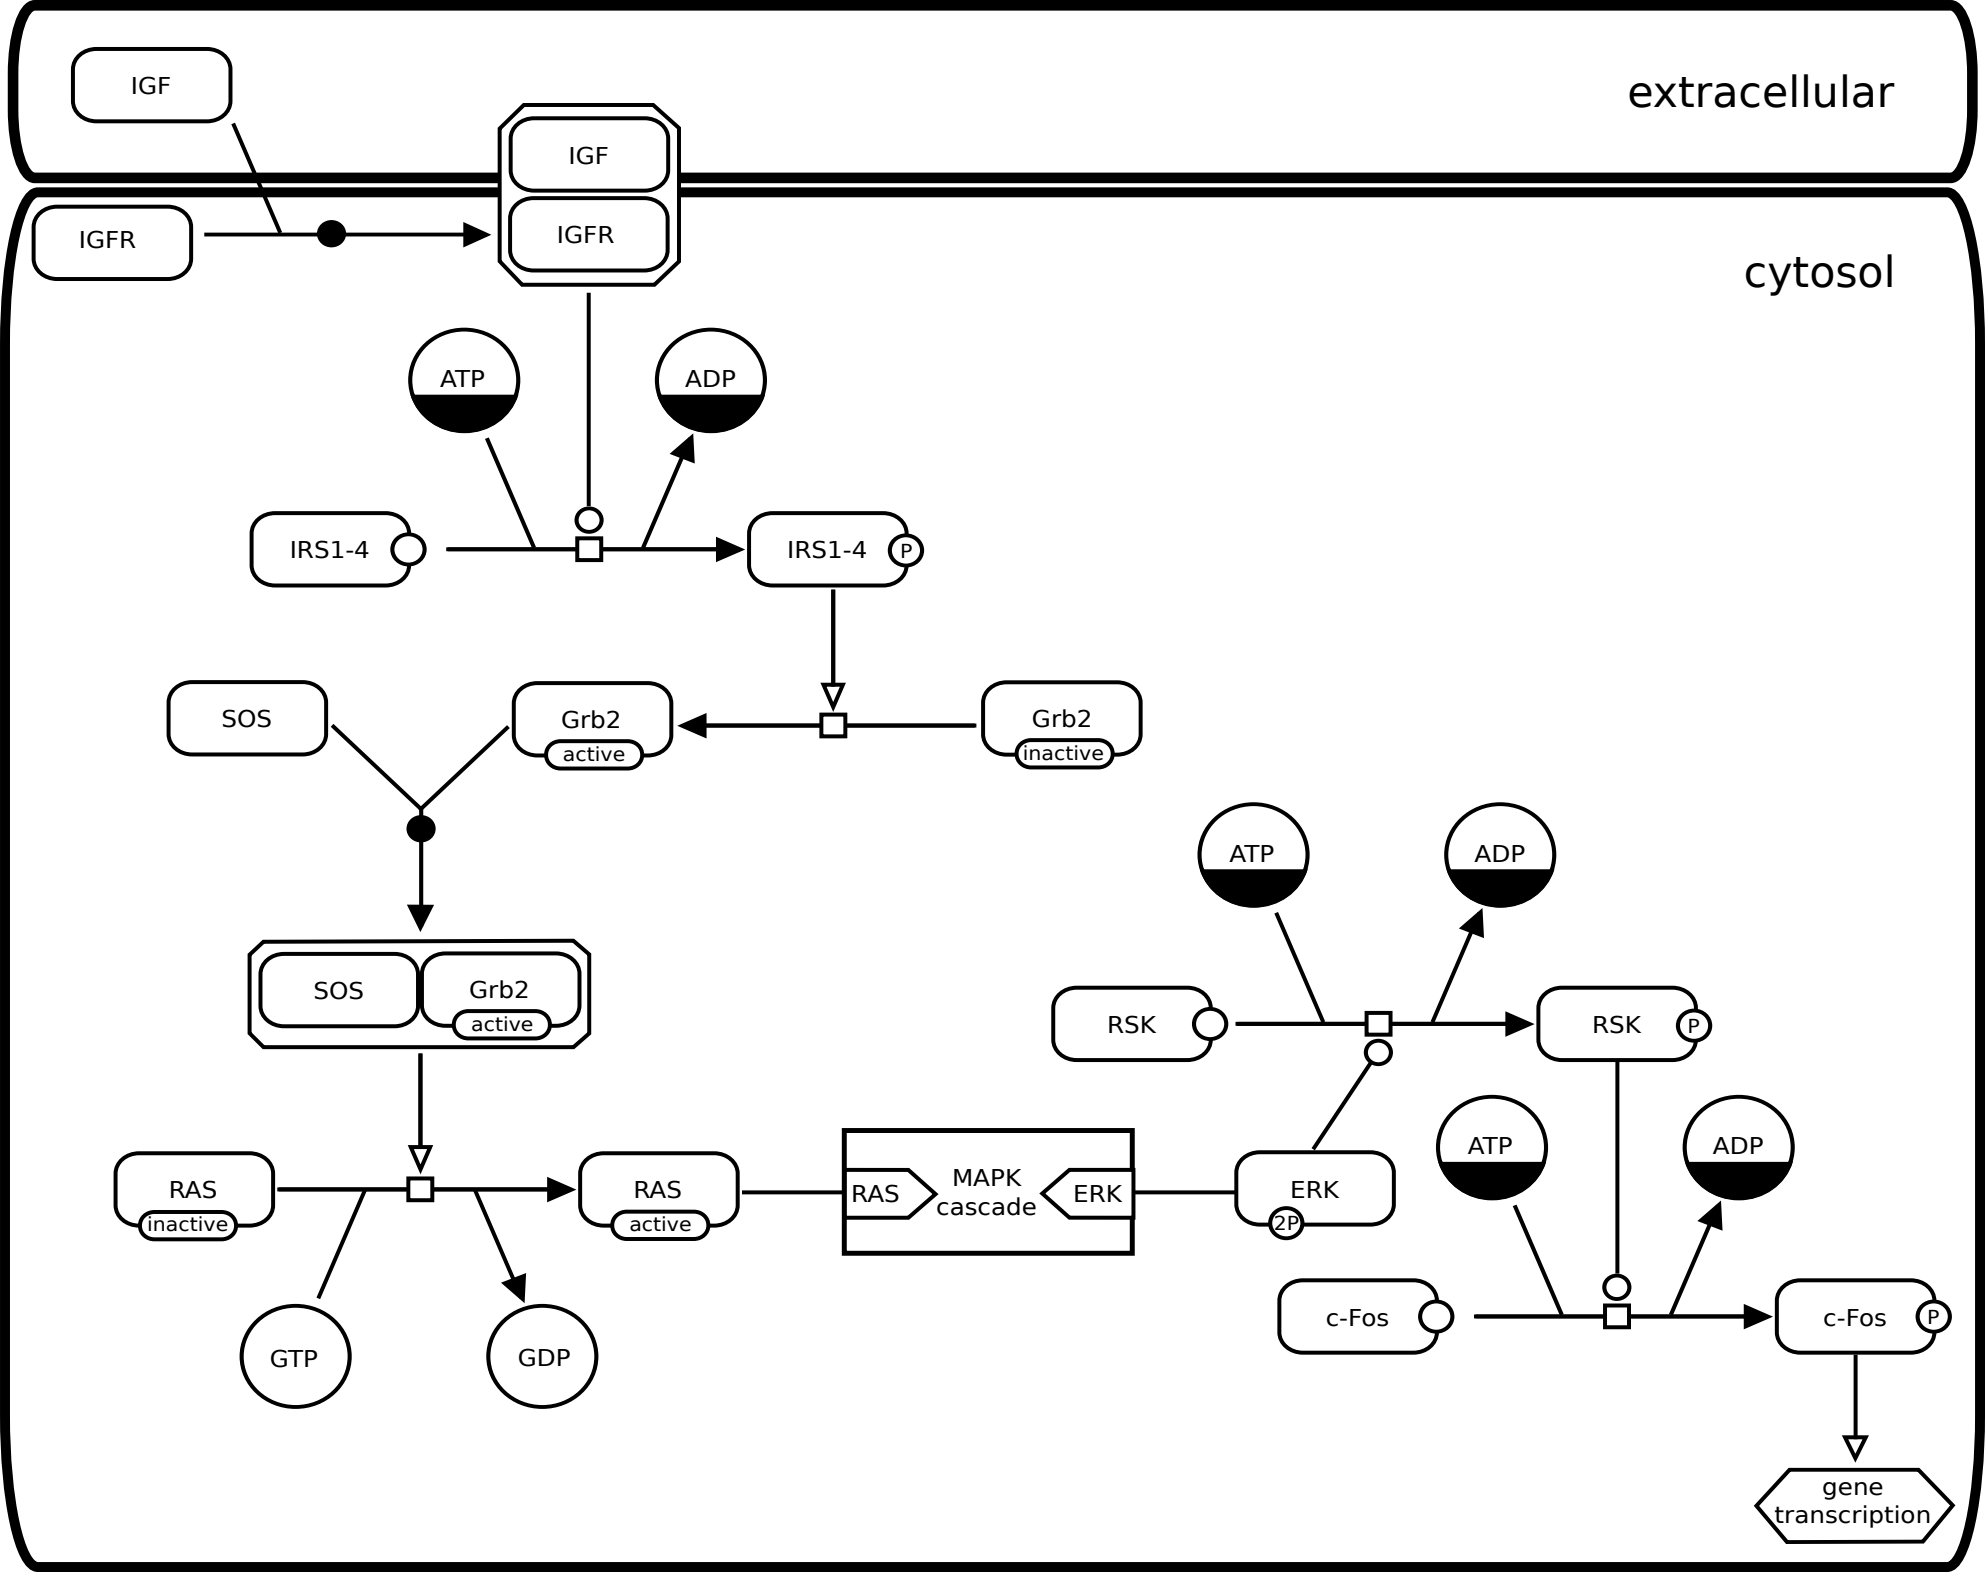 IGF
extracellular
IGF
IGFR
IGFR
cytosol
ATP
ADP
IRS1-4
IRS1-4
P
SOS
Grb2
active
Grb2
inactive
ATP
ADP
SOS
Grb2
active
RSK
RSK
P
ATP
ADP
RAS
inactive
RAS
active
RAS
MAPK
cascade
ERK
ERK
2P
GTP
GDP
c-Fos
c-Fos
P
gene
transcription